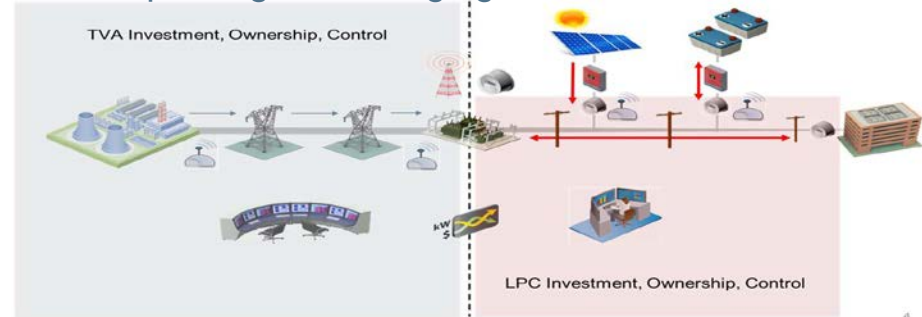 TVA Investment, Ownership, Control
kW
$
LPC Investment, Ownership, Control